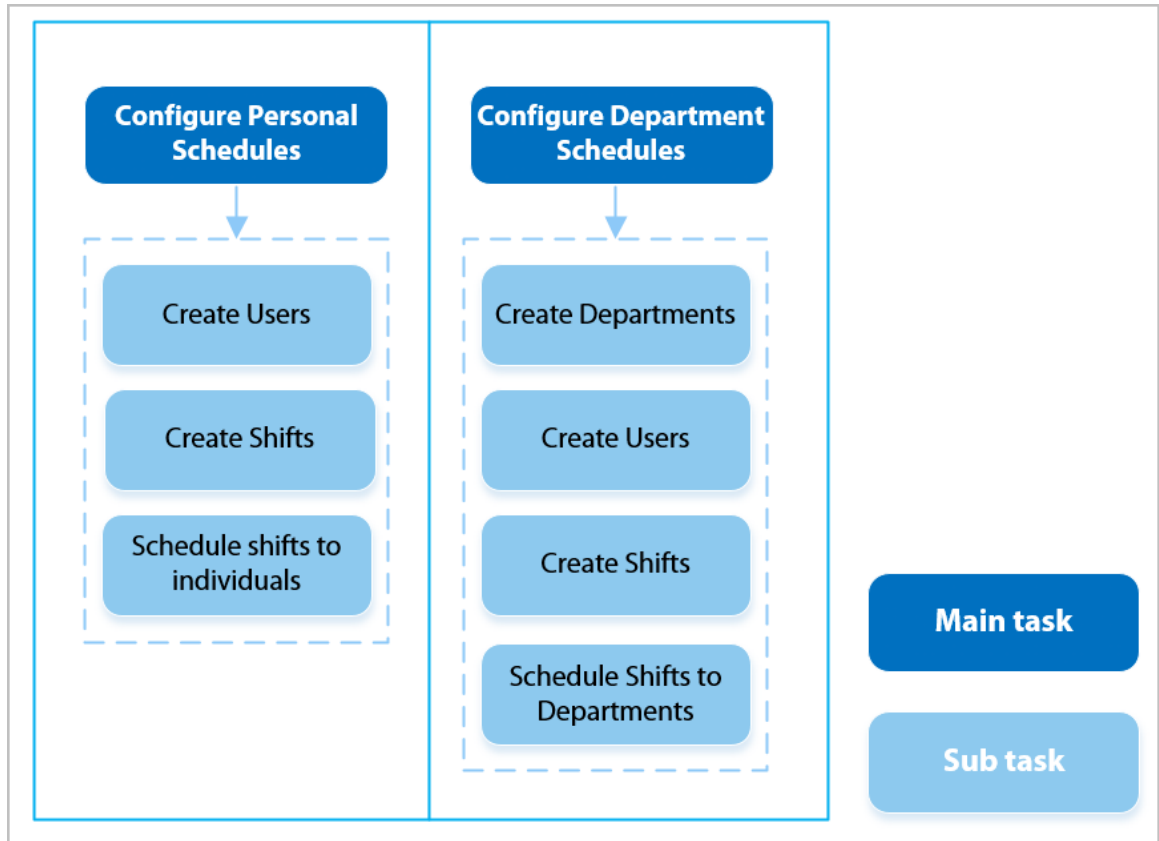 Configure Personal
Schedules
Create Users
Create Shifts
Schedule shifts to
individuals
Configure Department
Schedules
Create Departments
Create Users
Create Shifts
Schedule Shifts to
Departments
Main task
Sub task